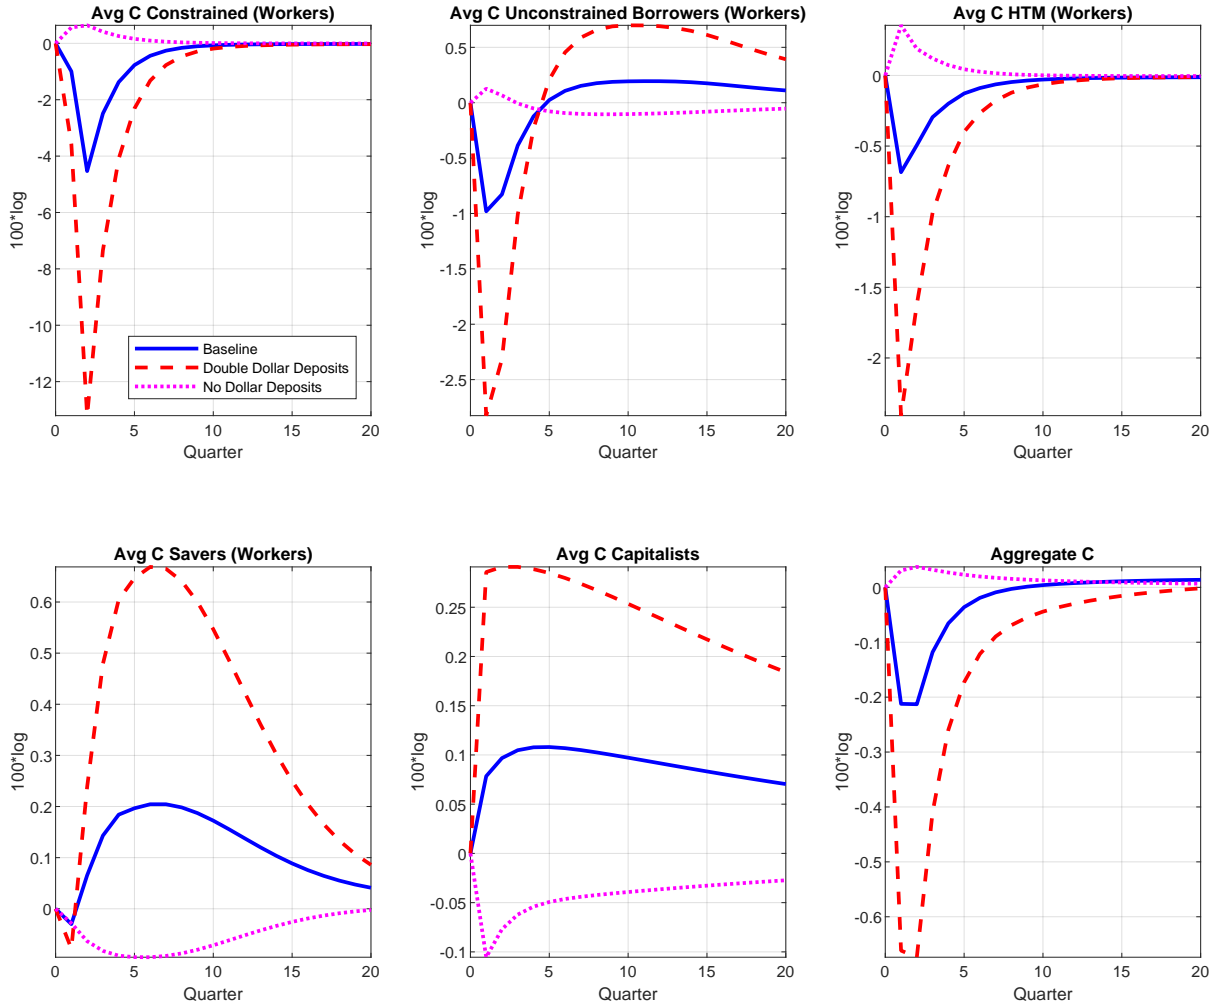 Avg C Constrained (Workers)
0
-2
-4
-6
-8
-10
-12
100*log
0 5 10 15 20
Quarter
Baseline
Double Dollar Deposits
No Dollar Deposits
Avg C Unconstrained Borrowers (Workers)
0.5
0
-0.5
-1
-1.5
-2
-2.5
100*log
0 5 10 15 20
Quarter
Avg C HTM (Workers)
0
-0.5
-1
-1.5
-2
100*log
0 5 10 15 20
Quarter
Avg C Savers (Workers)
0.6
0.5
0.4
0.3
0.2
0.1
0
100*log
0 5 10 15 20
Quarter
Avg C Capitalists
0.25
0.2
0.15
0.1
0.05
0
-0.05
-0.1
100*log
0 5 10 15 20
Quarter
Aggregate C
0
-0.1
-0.2
-0.3
-0.4
-0.5
-0.6
100*log
0 5 10 15 20
Quarter